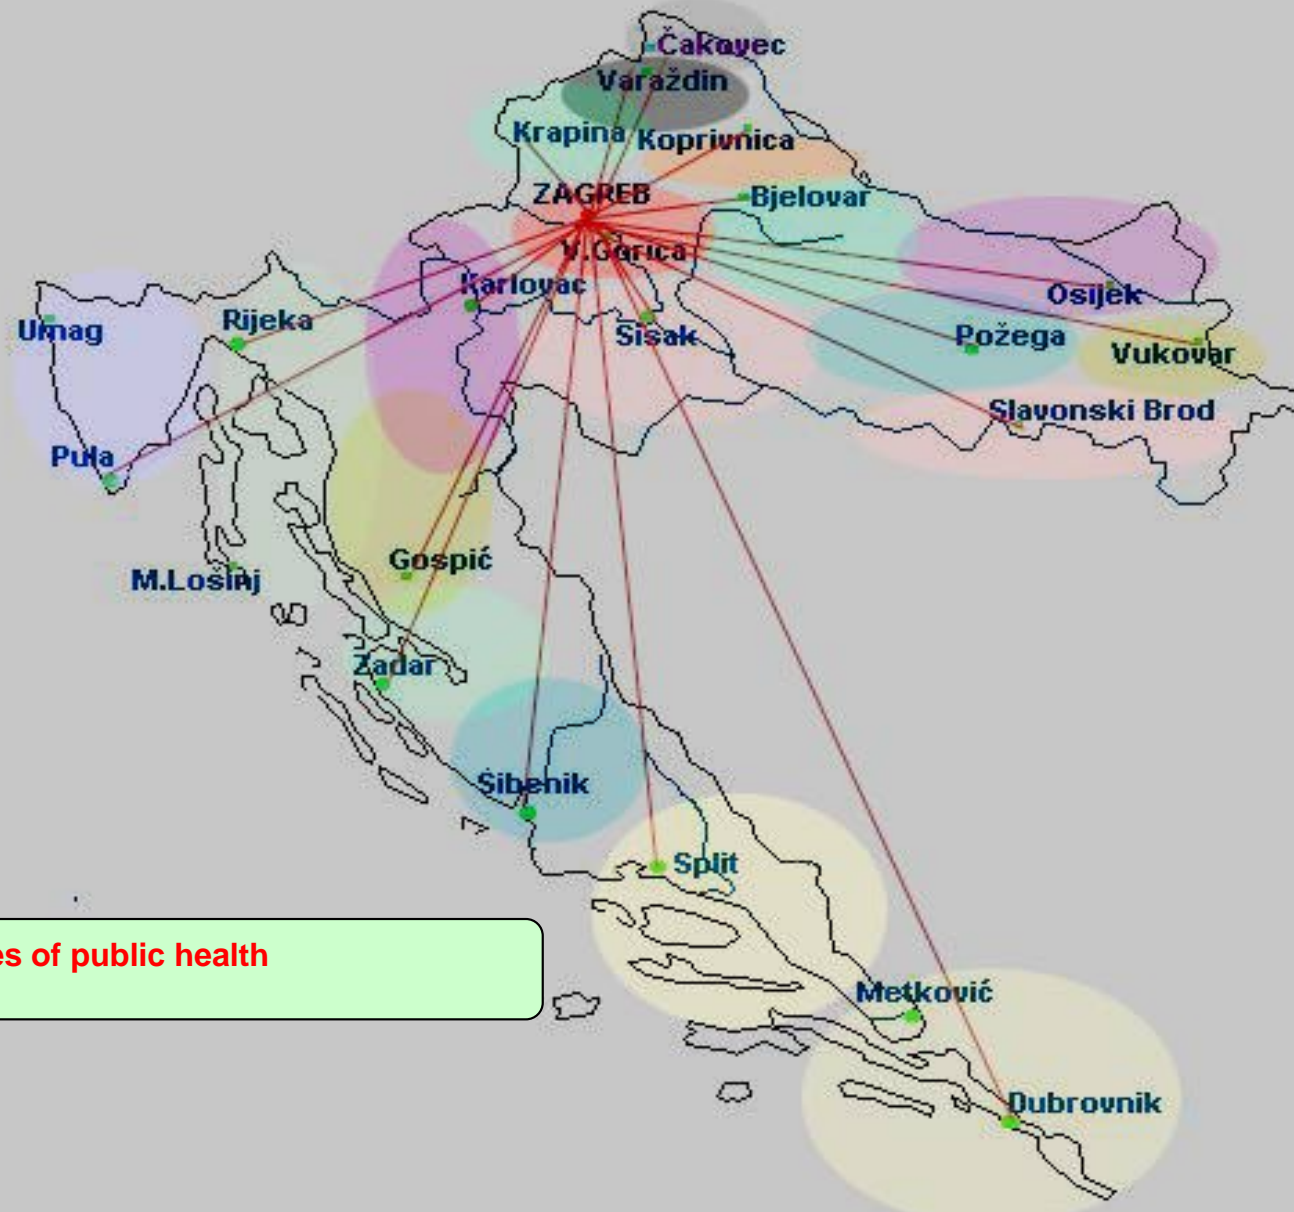 Čakovec
Varaždin
Krapina
Koprivnica
ZAGREB
Bjelovar
V.Gorica
Karlovac
Osijek
Umag
Rijeka
Sisak
Požega
Vukovar
Slavonski Brod
Pula
Gospić
M.Lošinj
Zadar
Šibenik
Split
es of public health
Metković
Dubrovnik